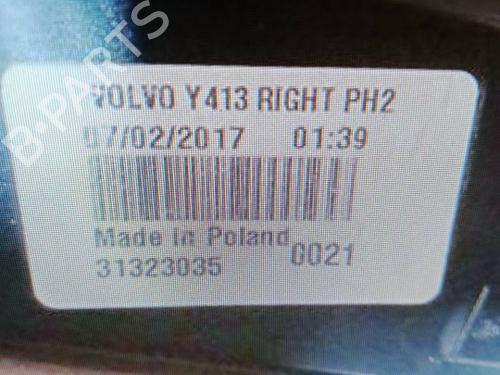 B-PARTS
VOLVO Y413 RIGHT PH2
07/02/2017 01:39
Made in Poland
31323035 0021